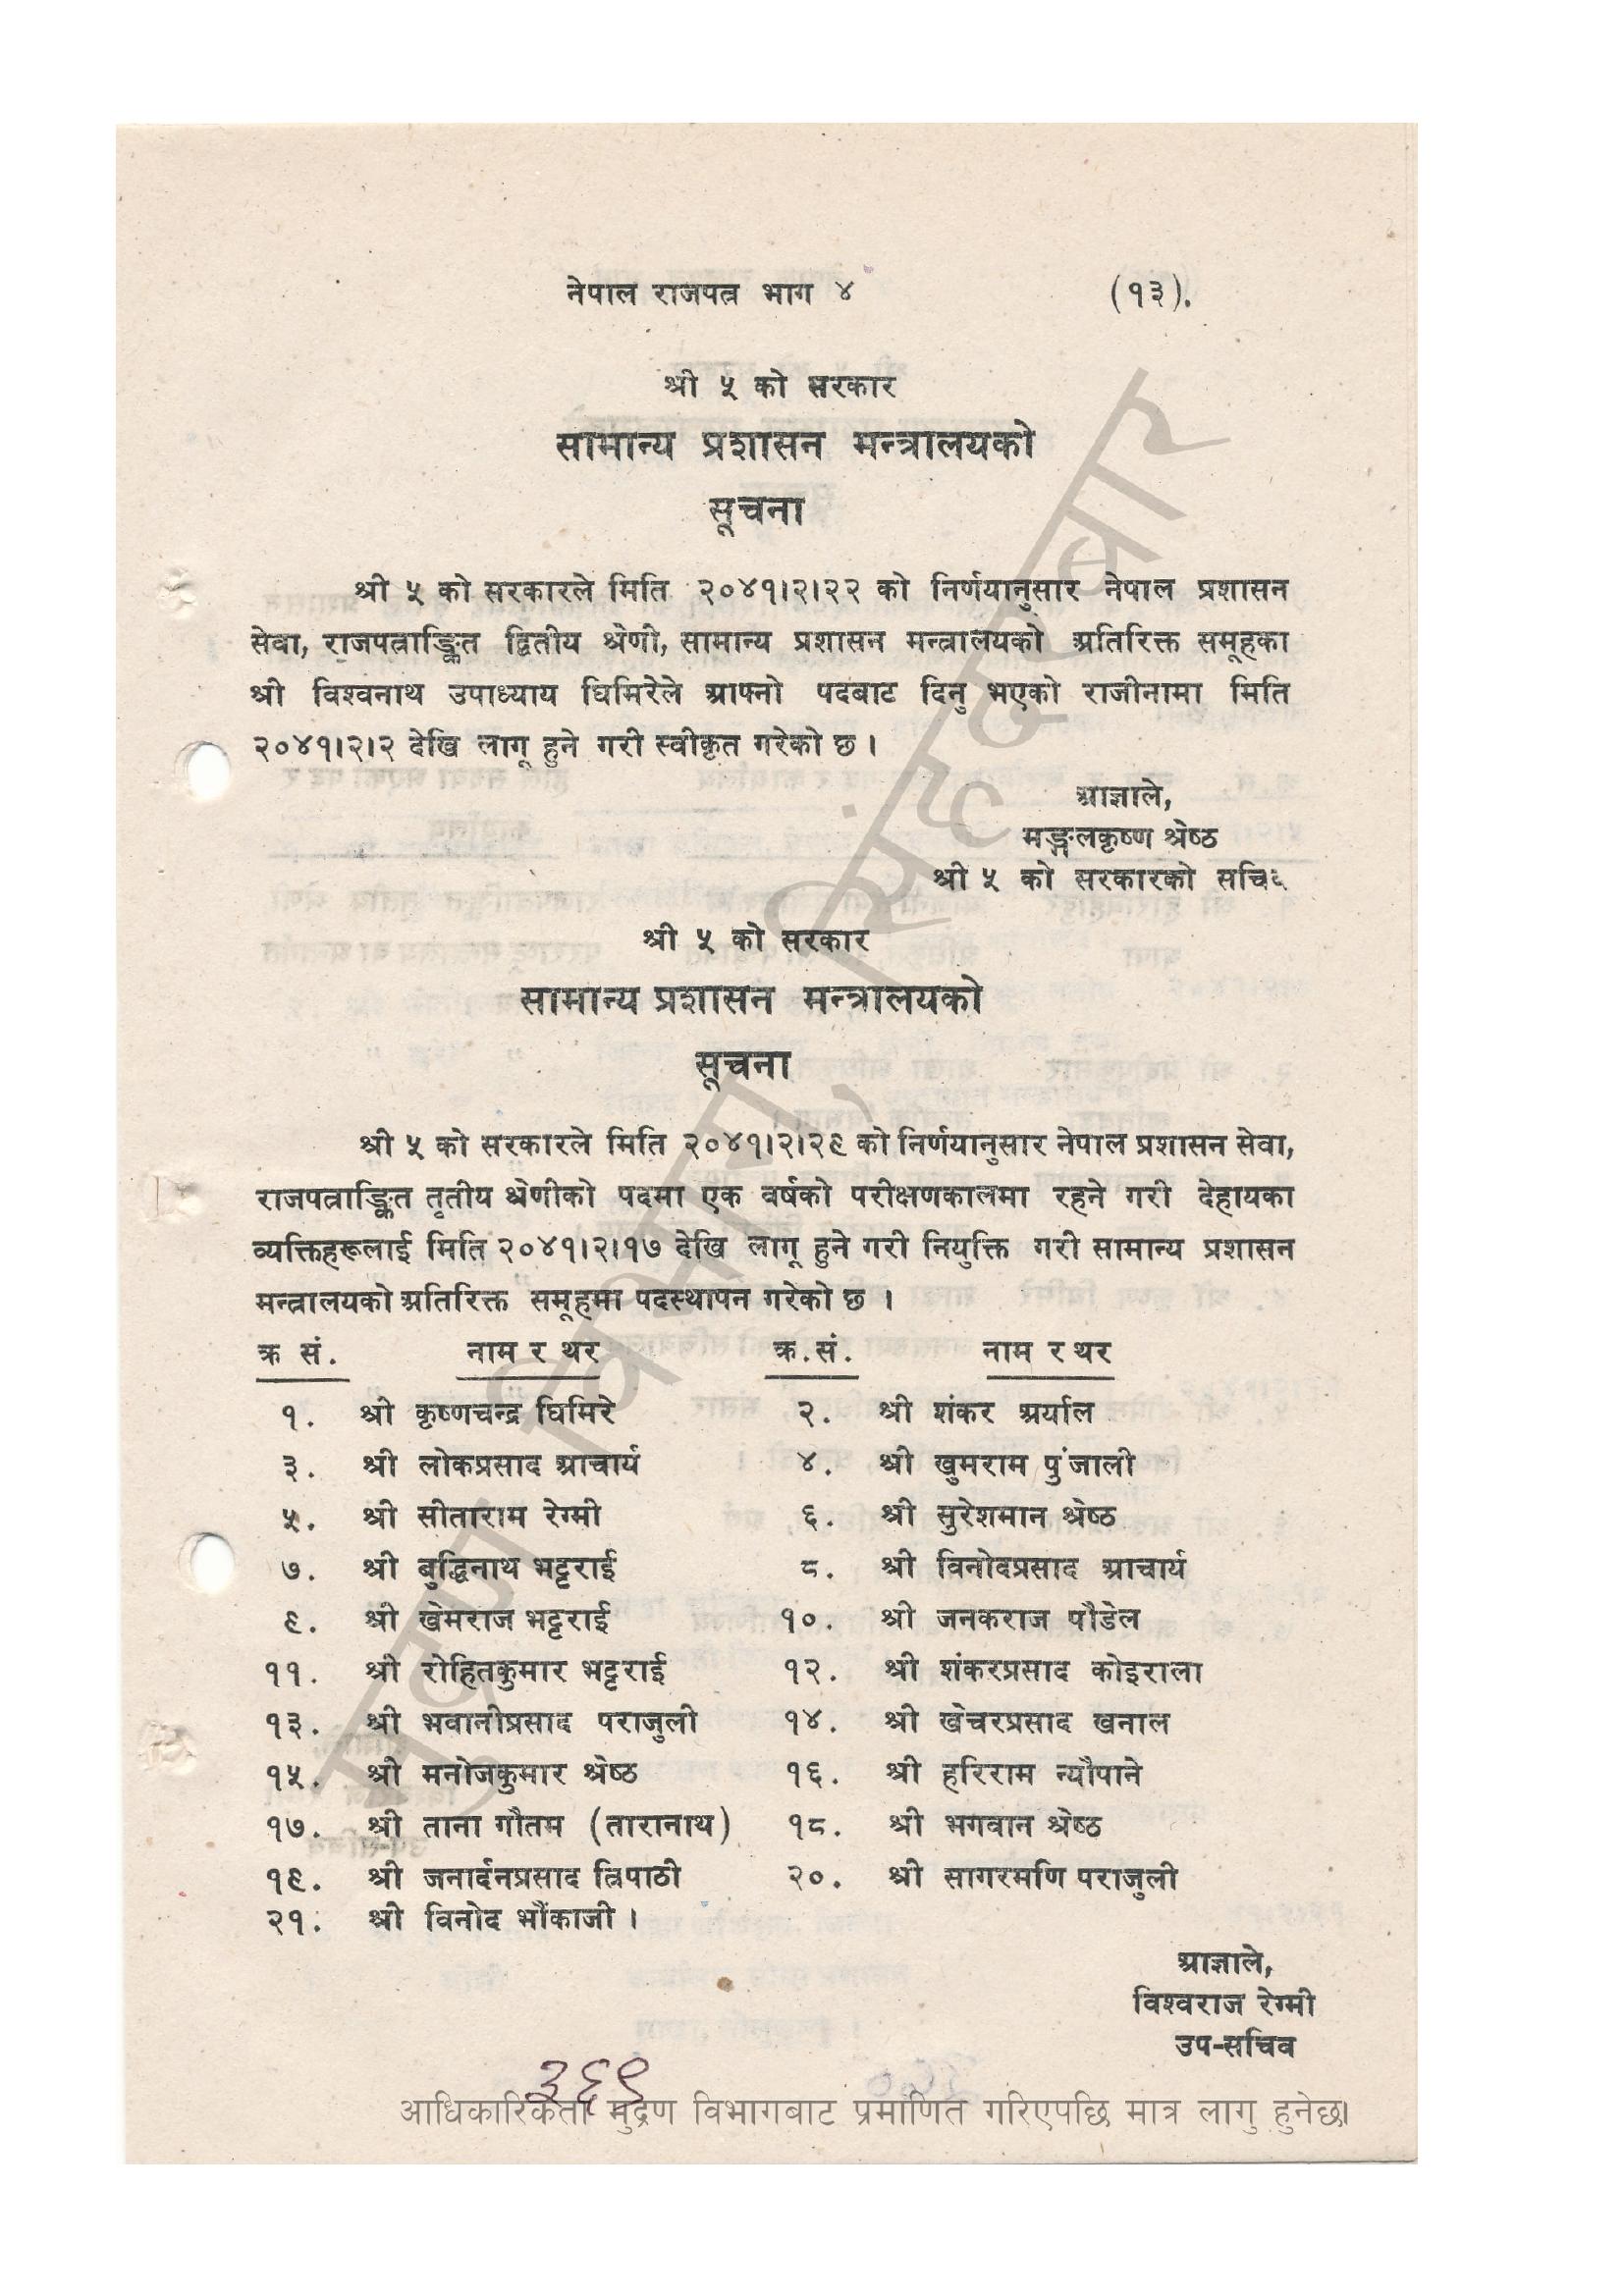 नेपाल राजपत्र भाग ४ (१३).
श्री ५ को सरकार
सामान्य प्रशासन मन्त्रालयको
सूचना
श्री ५ को सरकारले मिति २०४१।२।२२ को निर्णयानुसार नेपाल प्रशासन
सेवा, राजपत्राङ्कित द्वितीय श्रेणी, सामान्य प्रशासन मन्त्रालयको अतिरिक्त समूहका
श्री विश्वनाथ उपाध्याय घिमिरेले आफ्नो पदबाट दिनु भएको राजीनामा मिति
२०४१।२।२ देखि लागू हुने गरी स्वीकृत गरेको छ ।
आज्ञाले,
मङ्गलकृष्ण श्रेष्ठ
श्री ५ को सरकारको सचिव
श्री ५ को सरकार
सामान्य प्रशासन मन्त्रालयको
सूचना
श्री ५ को सरकारले मिति २०४१।२।२९ को निर्णयानुसार नेपाल प्रशासन सेवा,
राजपत्राङ्कित तृतीय श्रेणीको पदमा एक वर्षको परीक्षणकालमा रहने गरी देहायका
व्यक्तिहरूलाई मिति २०४१।२।१७ देखि लागू हुने गरी नियुक्ति गरी सामान्य प्रशासन
मन्त्रालयको अतिरिक्त समूहमा पदस्थापन गरेको छ ।
क्र सं. नाम र थर क्र.सं. नाम र थर
१. श्री कृष्णचन्द्र घिमिरे २. श्री शंकर अर्याल
३. श्री लोकप्रसाद आचार्य ४. श्री खुमराम पुंजाली
५. श्री सीताराम रेग्मी ६. श्री सुरेशमान श्रेष्ठ
७. श्री बुद्धिनाथ भट्टराई ८. श्री विनोदप्रसाद आचार्य
९. श्री खेमराज भट्टराई १०. श्री जनकराज पौडेल
११. श्री रोहितकुमार भट्टराई १२. श्री शंकरप्रसाद कोइराला
१३. श्री भवानीप्रसाद पराजुली १४. श्री खेचरप्रसाद खनाल
१५. श्री मनोजकुमार श्रेष्ठ १६. श्री हरिराम न्यौपाने
१७. श्री ताना गौतम (तारानाथ) १८. श्री भगवान श्रेष्ठ
१९. श्री जनार्दनप्रसाद त्रिपाठी २०. श्री सागरमणि पराजुली
२१. श्री विनोद भौंकाजी ।
आज्ञाले,
विश्वराज रेग्मी
उप-सचिव
३६९
आधिकारिकता मुद्रण विभागबाट प्रमाणित गरिएपछि मात्र लागु हुनेछ।
मुद्रण विभाग, सिंहदरबार